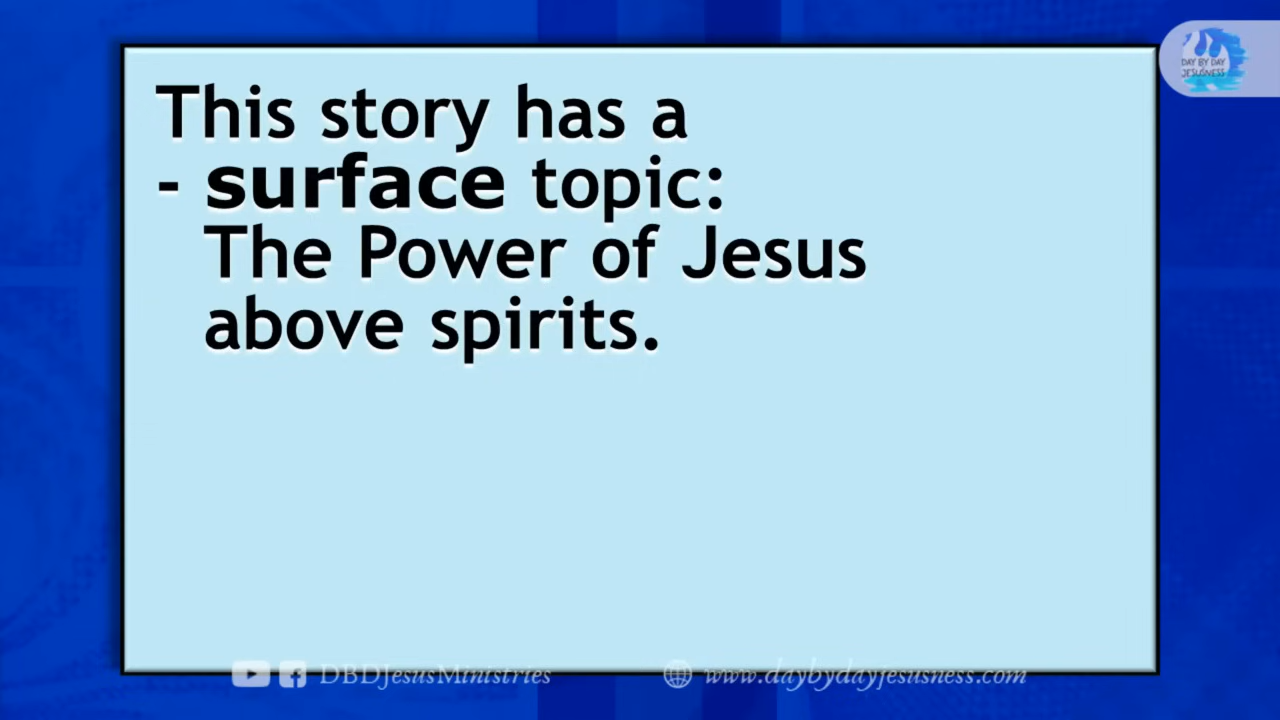 DAY BY DAY
JESUSNESS
This story has a
- surface topic:
The Power of Jesus
above spirits.
DBDJesusMinistries
www.daybydayjesusness.com